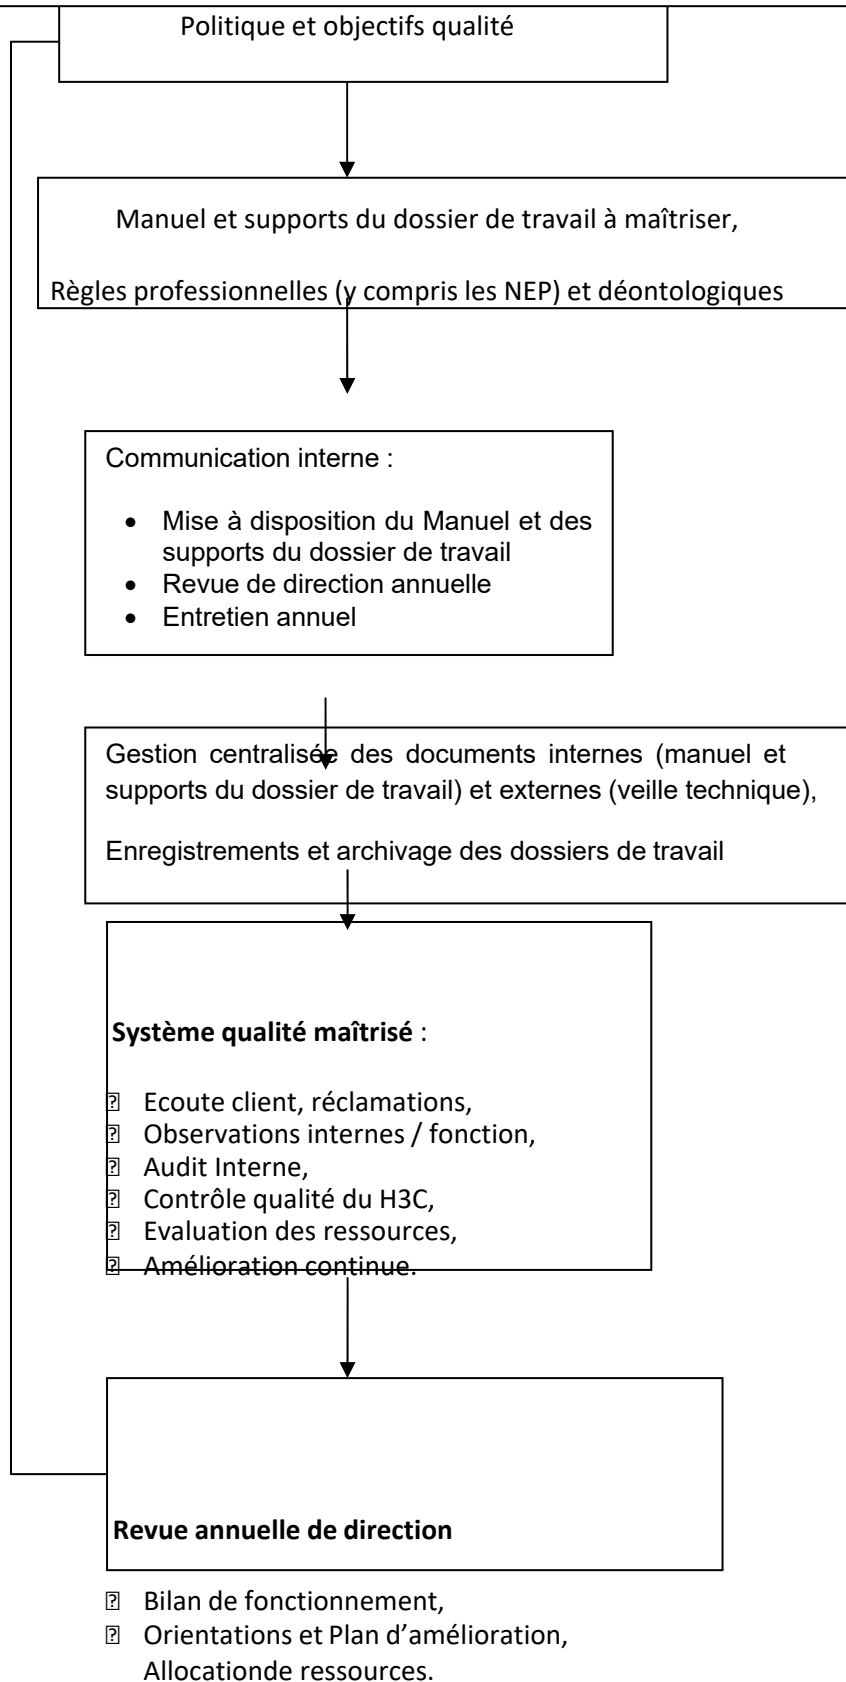 Politique et objectifs qualité
Manuel et supports du dossier de travail à maîtriser,
Règles professionnelles (y compris les NEP) et déontologiques
Communication interne :
• Mise à disposition du Manuel et des
supports du dossier de travail
• Revue de direction annuelle
• Entretien annuel
Gestion centralisée des documents internes (manuel et
supports du dossier de travail) et externes (veille technique),
Enregistrements et archivage des dossiers de travail
Système qualité maîtrisé :
⍰ Ecoute client, réclamations,
⍰ Observations internes / fonction,
⍰ Audit Interne,
⍰ Contrôle qualité du H3C,
⍰ Evaluation des ressources,
⍰ Amélioration continue.
Revue annuelle de direction
⍰ Bilan de fonctionnement,
⍰ Orientations et Plan d’amélioration,
Allocationde ressources.